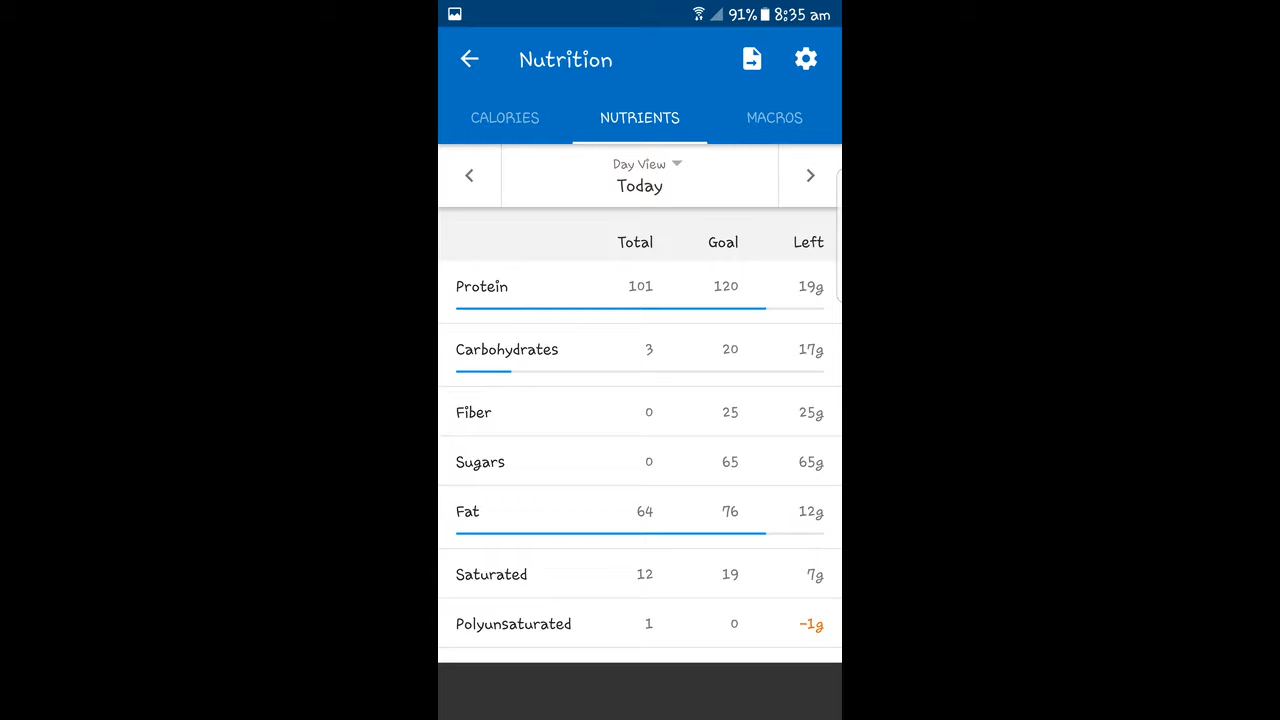 91% 8:35 am
Nutrition
CALORIES NUTRIENTS MACROS
Day View
Today
Total Goal Left
Protein 101 120 19g
Carbohydrates 3 20 17g
Fiber 0 25 25g
Sugars 0 65 65g
Fat 64 76 12g
Saturated 12 19 7g
Polyunsaturated 1 0 -1g